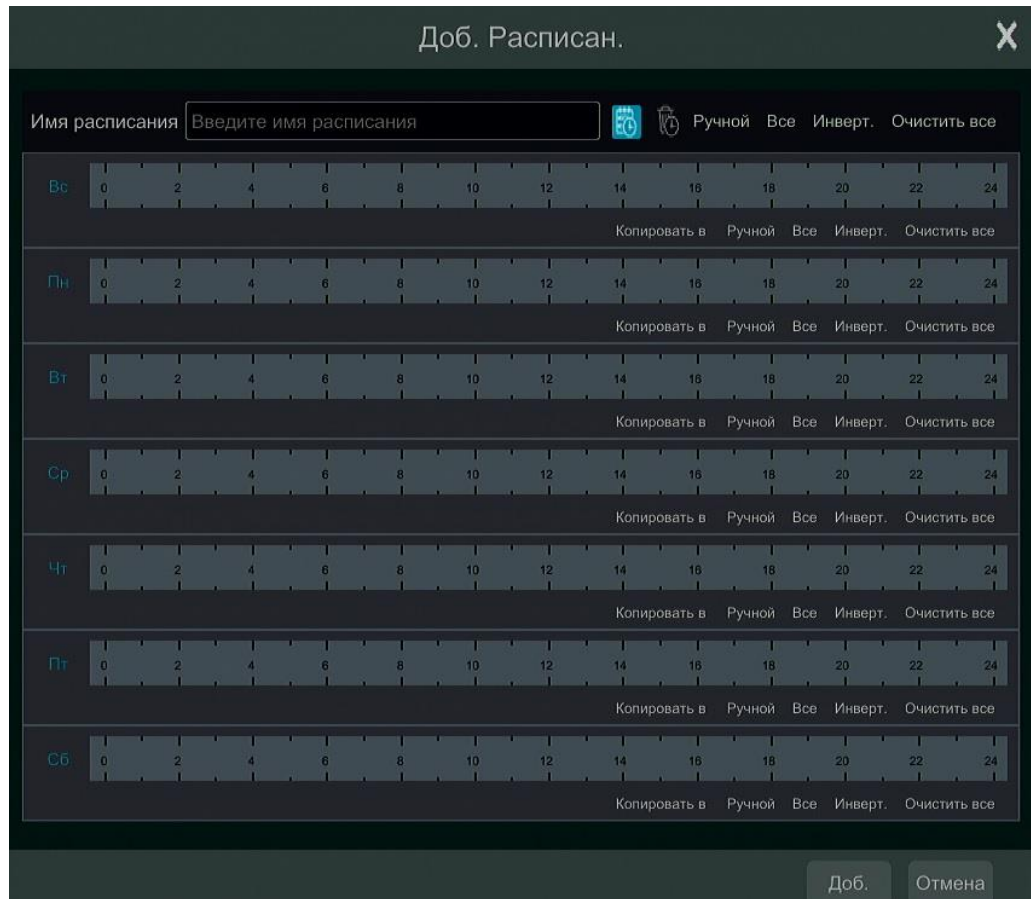 Доб. Расписан. X
Имя расписания Введите имя расписания Ручной Все Инверт. Очистить все
Вс 0 2 4 6 8 10 12 14 16 18 20 22 24
Копировать в Ручной Все Инверт. Очистить все
Пн 0 2 4 6 8 10 12 14 16 18 20 22 24
Копировать в Ручной Все Инверт. Очистить все
Вт 0 2 4 6 8 10 12 14 16 18 20 22 24
Копировать в Ручной Все Инверт. Очистить все
Ср 0 2 4 6 8 10 12 14 16 18 20 22 24
Копировать в Ручной Все Инверт. Очистить все
Чт 0 2 4 6 8 10 12 14 16 18 20 22 24
Копировать в Ручной Все Инверт. Очистить все
Пт 0 2 4 6 8 10 12 14 16 18 20 22 24
Копировать в Ручной Все Инверт. Очистить все
Сб 0 2 4 6 8 10 12 14 16 18 20 22 24
Копировать в Ручной Все Инверт. Очистить все
Доб. Отмена